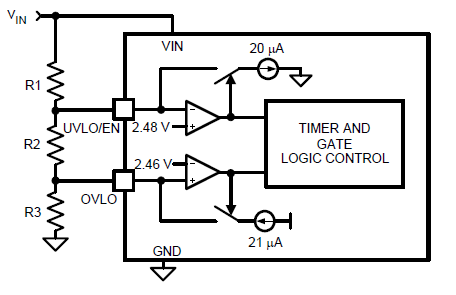 VIN
VIN
20 μA
R1
UVLO/EN
2.48 V
R2
TIMER AND
GATE
LOGIC CONTROL
2.46 V
OVLO
R3
21 μA
GND